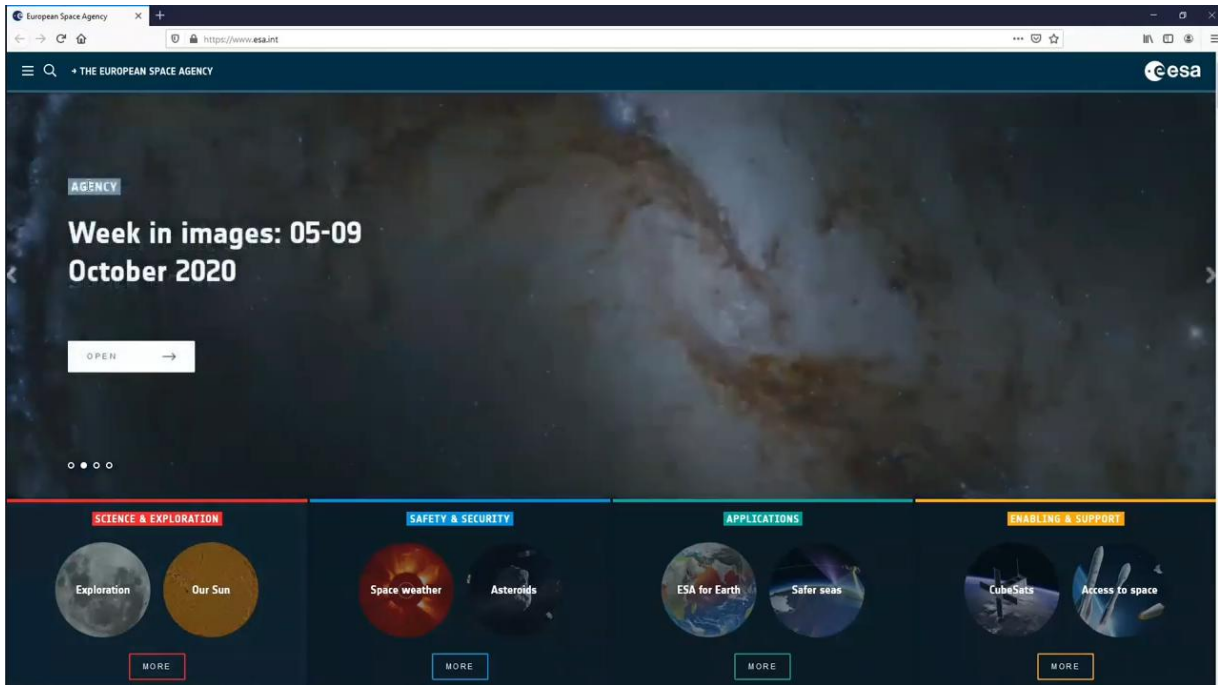 European Space Agency
https://www.esa.int
→ THE EUROPEAN SPACE AGENCY
esa
AGENCY
Week in images: 05-09
October 2020
OPEN →
SCIENCE & EXPLORATION
Exploration
Our Sun
MORE
SAFETY & SECURITY
Space weather
Asteroids
MORE
APPLICATIONS
ESA for Earth
Safer seas
MORE
ENABLING & SUPPORT
CubeSats
Access to space
MORE